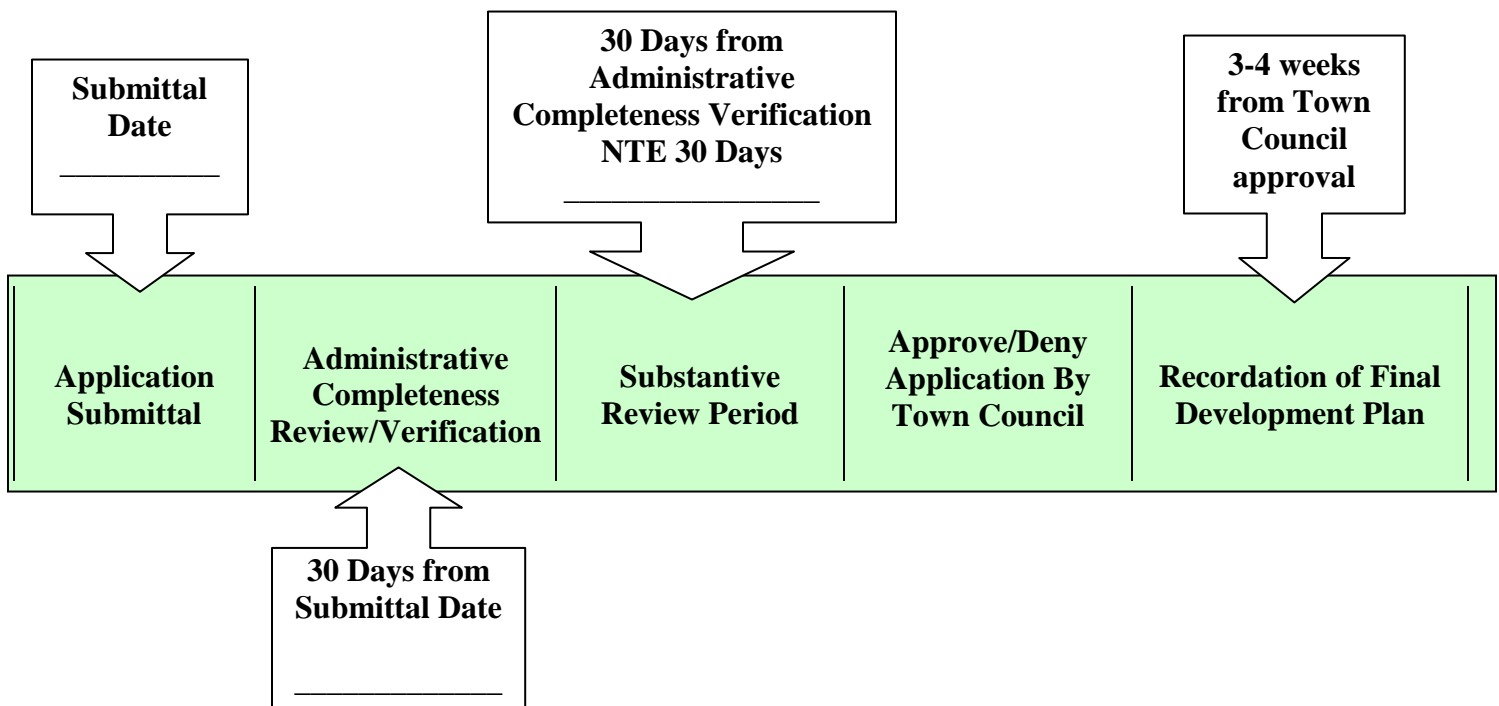 Submittal
Date
__________
30 Days from
Administrative
Completeness Verification
NTE 30 Days
________________
3-4 weeks
from Town
Council
approval
Application
Submittal
Administrative
Completeness
Review/Verification
Substantive
Review Period
Approve/Deny
Application By
Town Council
Recordation of Final
Development Plan
30 Days from
Submittal Date
_____________